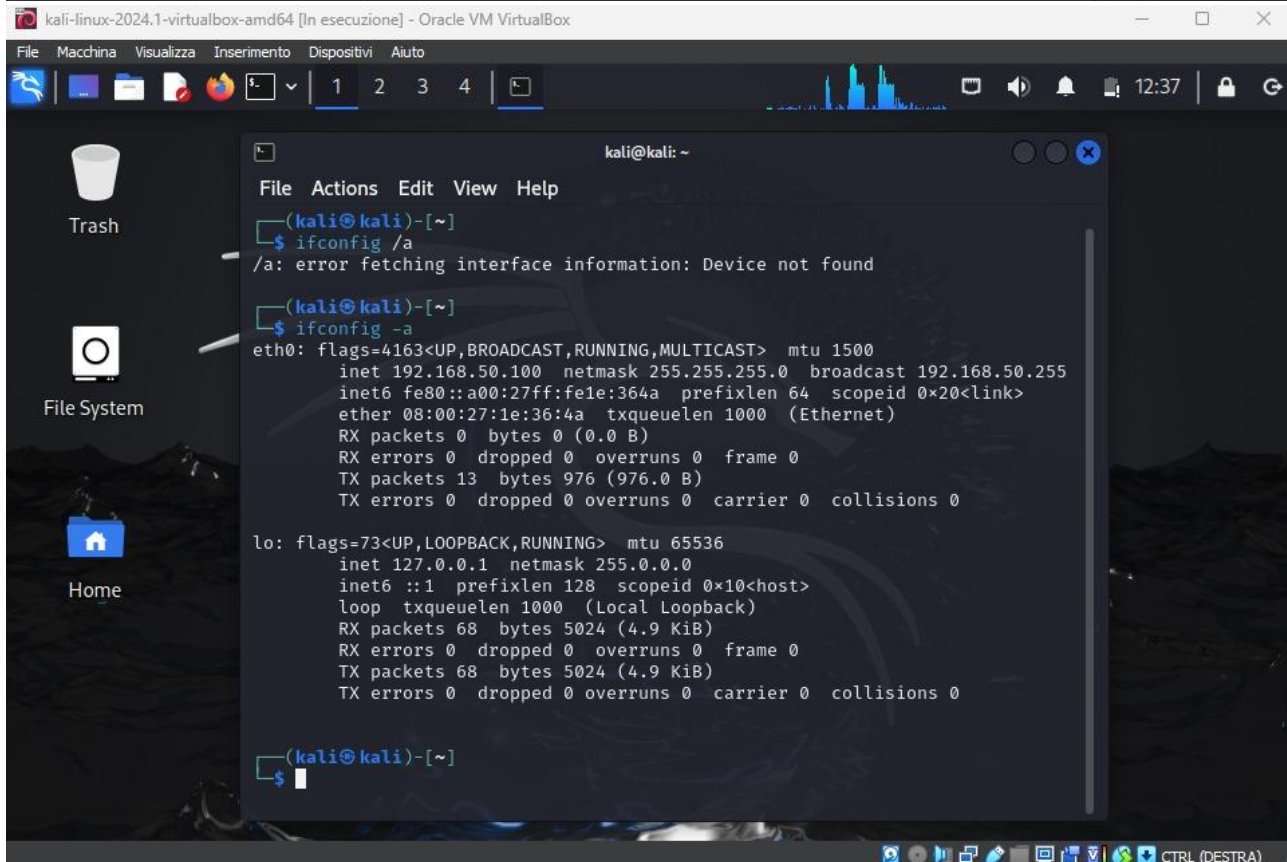 kali-linux-2024.1-virtualbox-amd64 [In esecuzione] - Oracle VM VirtualBox
File Macchina Visualizza Inserimento Dispositivi Aiuto
1 2 3 4 12:37
kali@kali: ~
File Actions Edit View Help
Trash
File System
Home
┌──(kali㉿kali)-[~]
└─$ ifconfig /a
/a: error fetching interface information: Device not found
┌──(kali㉿kali)-[~]
└─$ ifconfig -a
eth0: flags=4163<UP,BROADCAST,RUNNING,MULTICAST>  mtu 1500
        inet 192.168.50.100  netmask 255.255.255.0  broadcast 192.168.50.255
        inet6 fe80::a00:27ff:fe1e:364a  prefixlen 64  scopeid 0×20<link>
        ether 08:00:27:1e:36:4a  txqueuelen 1000  (Ethernet)
        RX packets 0  bytes 0 (0.0 B)
        RX errors 0  dropped 0  overruns 0  frame 0
        TX packets 13  bytes 976 (976.0 B)
        TX errors 0  dropped 0 overruns 0  carrier 0  collisions 0
lo: flags=73<UP,LOOPBACK,RUNNING>  mtu 65536
        inet 127.0.0.1  netmask 255.0.0.0
        inet6 ::1  prefixlen 128  scopeid 0×10<host>
        loop  txqueuelen 1000  (Local Loopback)
        RX packets 68  bytes 5024 (4.9 KiB)
        RX errors 0  dropped 0  overruns 0  frame 0
        TX packets 68  bytes 5024 (4.9 KiB)
        TX errors 0  dropped 0 overruns 0  carrier 0  collisions 0
┌──(kali㉿kali)-[~]
└─$
CTRL (DESTRA)